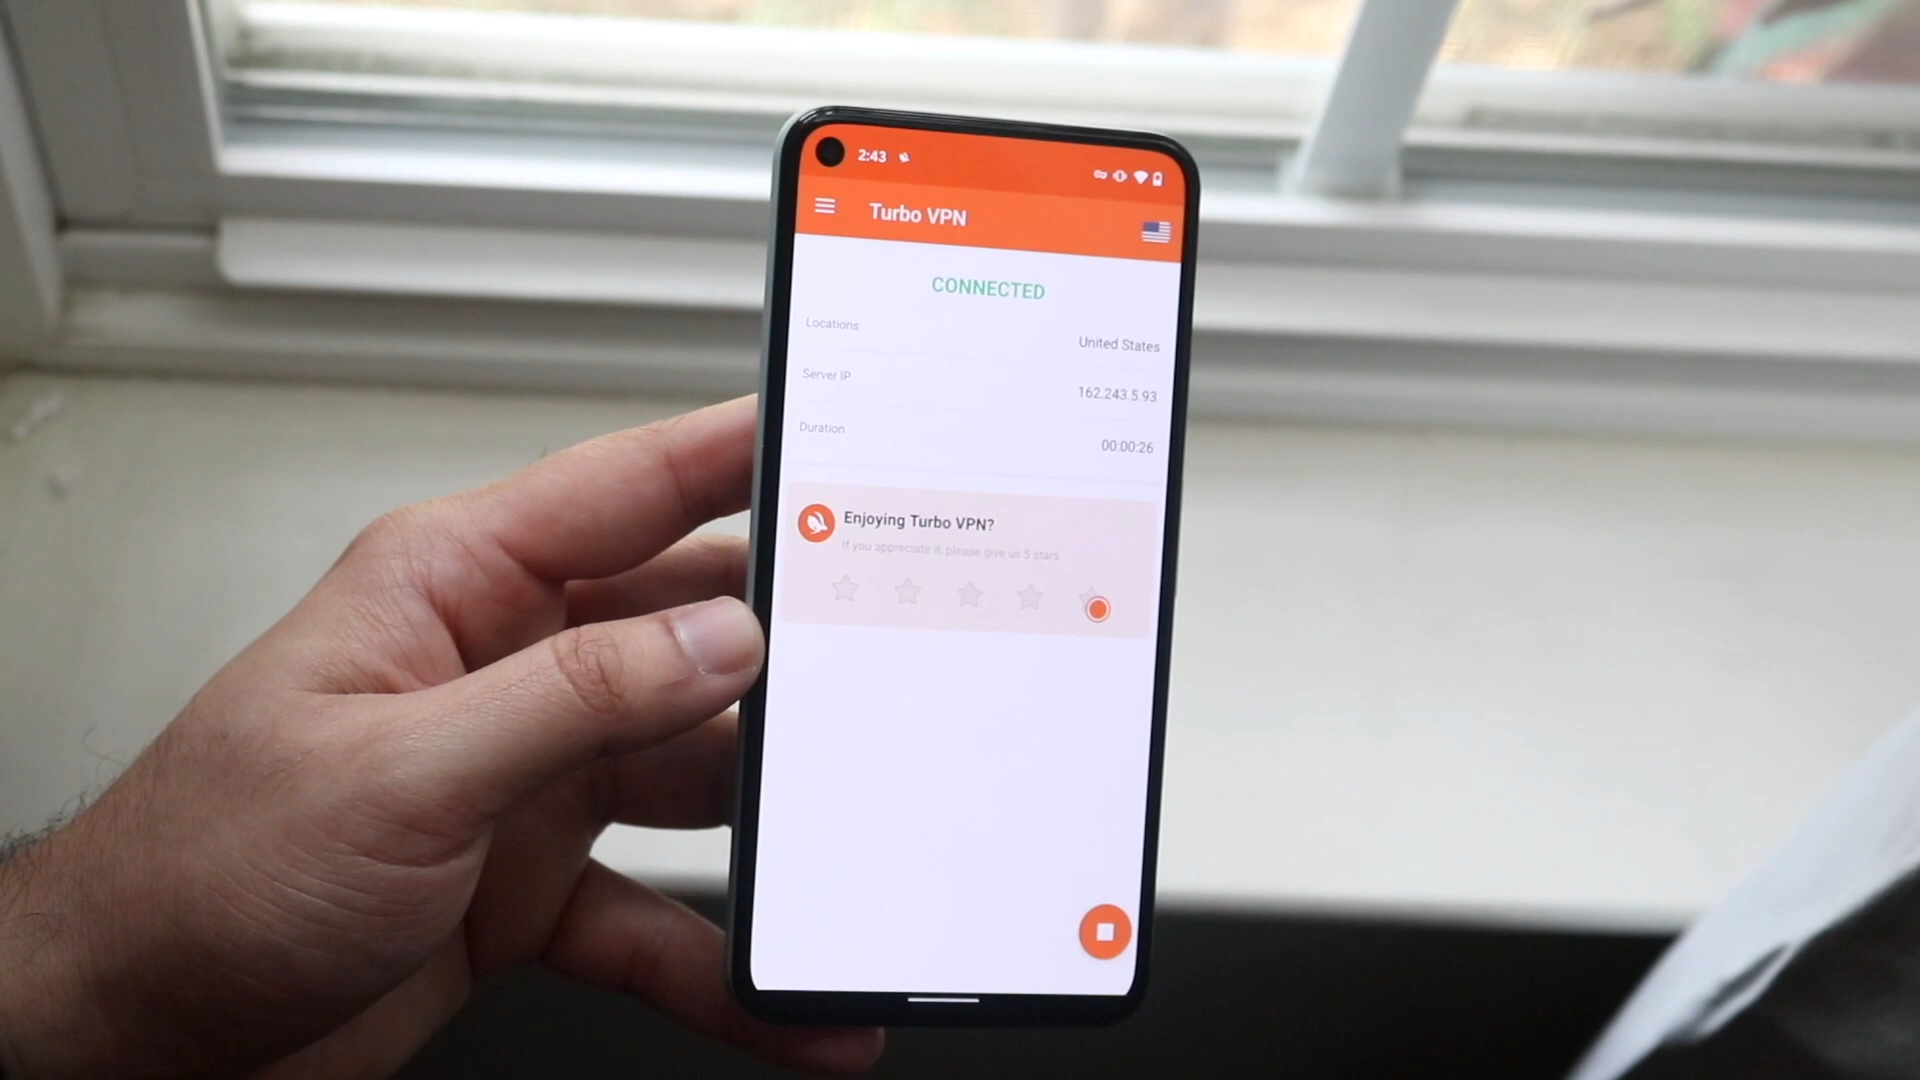 2:43
Turbo VPN
CONNECTED
Locations
United States
Server IP
162.243.5.93
Duration
00:00:26
Enjoying Turbo VPN?
If you appreciate it, please give us 5 stars